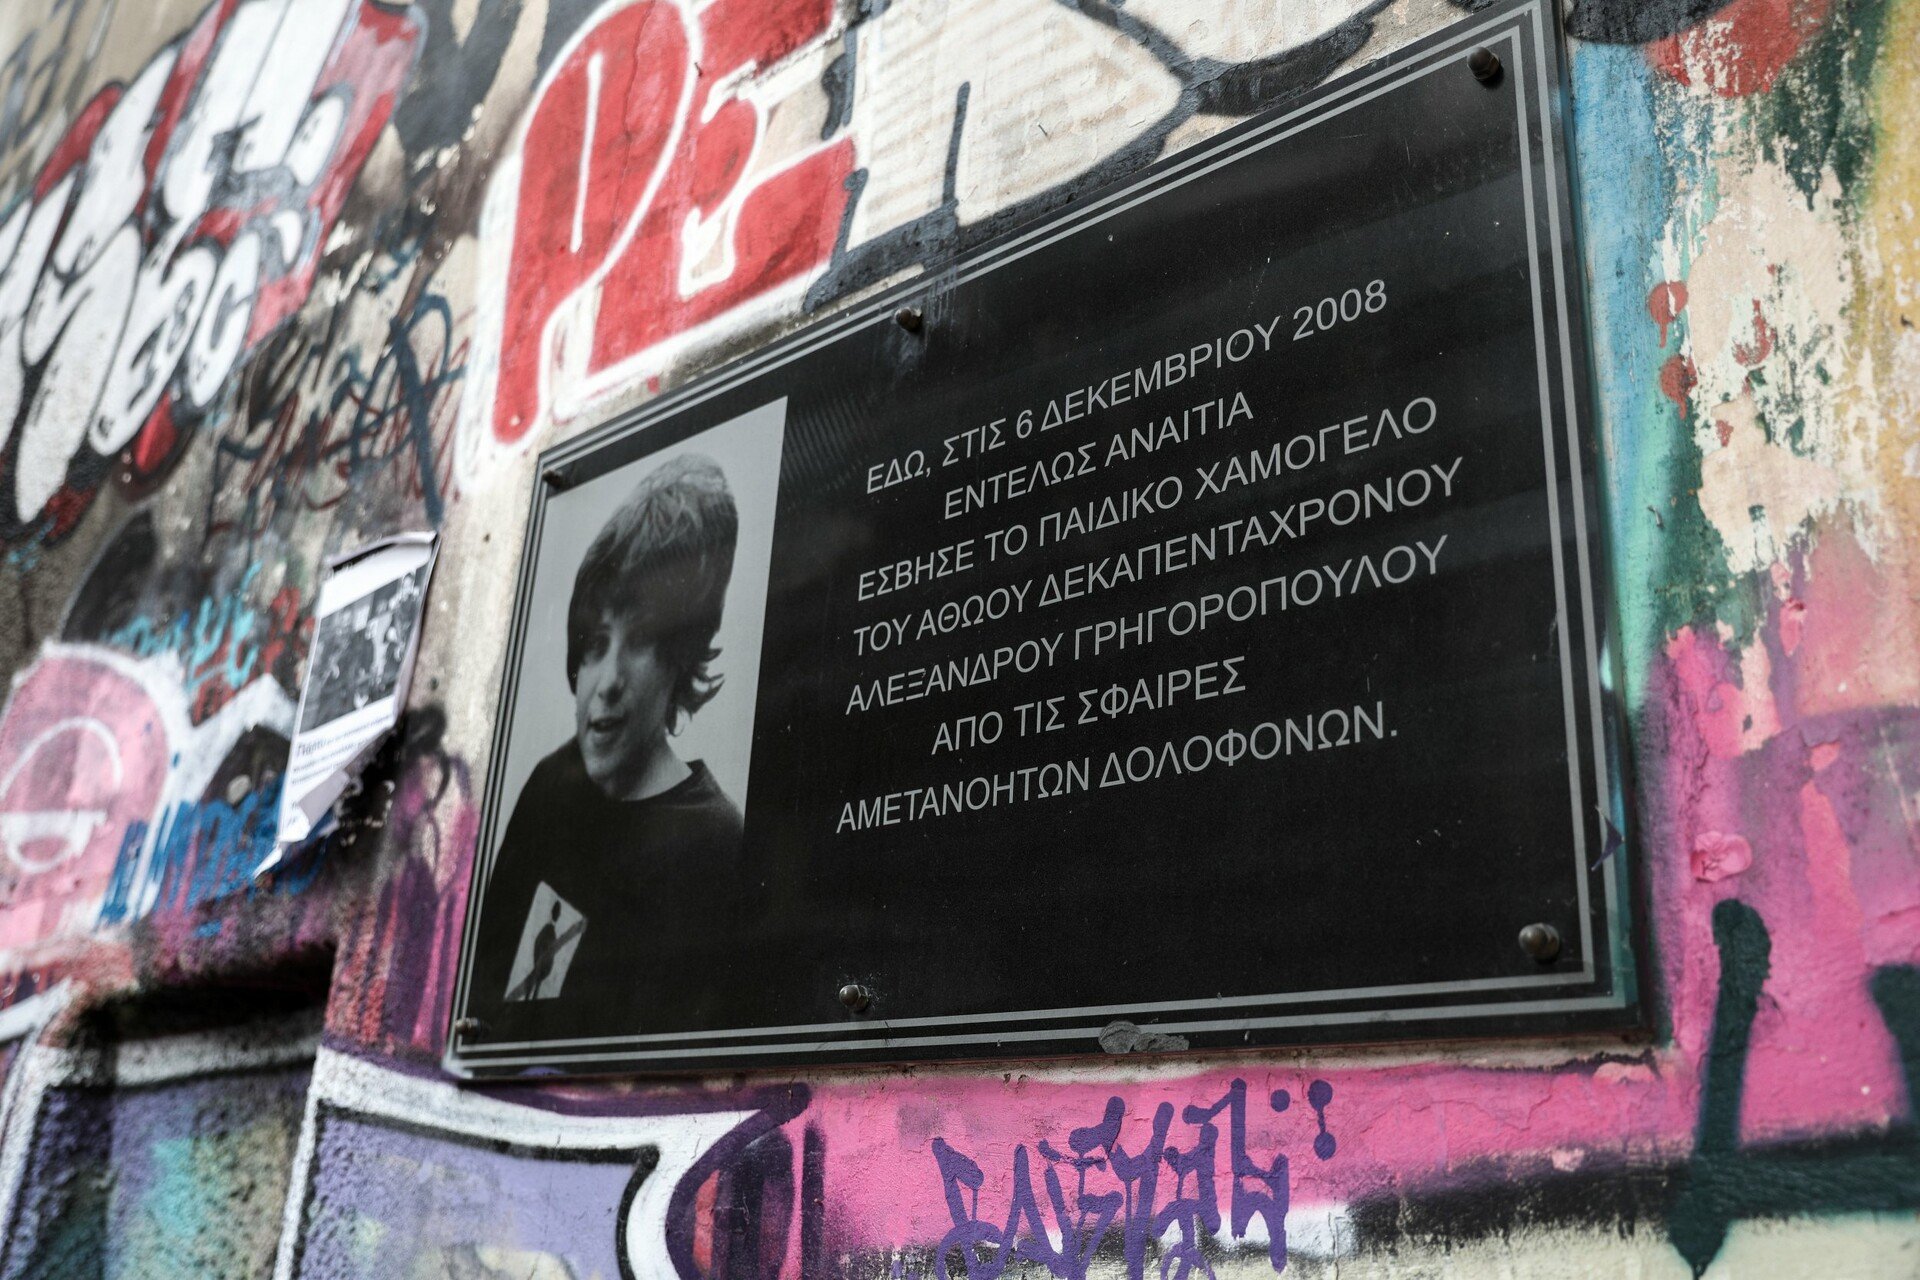 ΕΔΩ, ΣΤΙΣ 6 ΔΕΚΕΜΒΡΙΟΥ 2008
ΕΝΤΕΛΩΣ ΑΝΑΙΤΙΑ
ΕΣΒΗΣΕ ΤΟ ΠΑΙΔΙΚΟ ΧΑΜΟΓΕΛΟ
ΤΟΥ ΑΘΩΟΥ ΔΕΚΑΠΕΝΤΑΧΡΟΝΟΥ
ΑΛΕΞΑΝΔΡΟΥ ΓΡΗΓΟΡΟΠΟΥΛΟΥ
ΑΠΟ ΤΙΣ ΣΦΑΙΡΕΣ
ΑΜΕΤΑΝΟΗΤΩΝ ΔΟΛΟΦΟΝΩΝ.